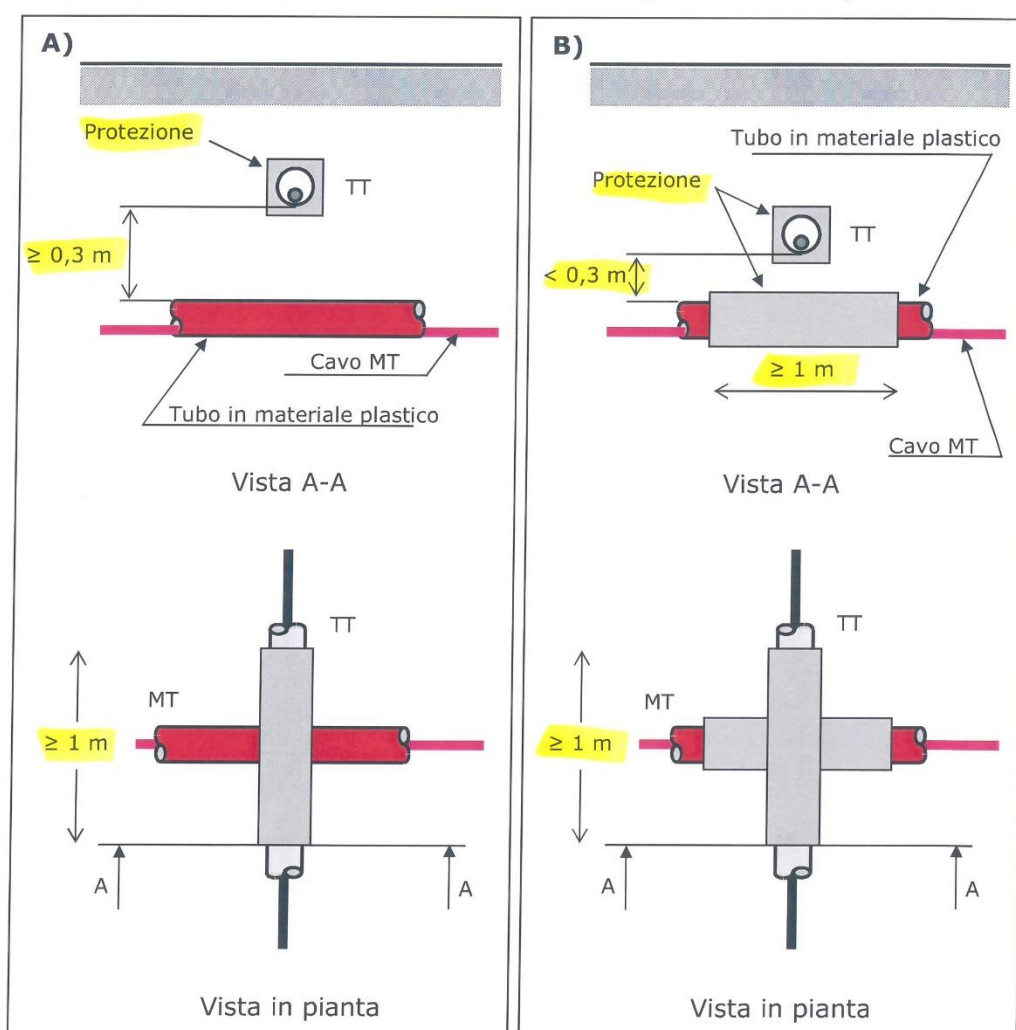 A)
Protezione
TT
≥ 0,3 m
Cavo MT
Tubo in materiale plastico
Vista A-A
TT
MT
≥ 1 m
A
A
Vista in pianta
B)
Tubo in materiale plastico
Protezione
TT
< 0,3 m
≥ 1 m
Cavo MT
Vista A-A
TT
MT
≥ 1 m
A
A
Vista in pianta